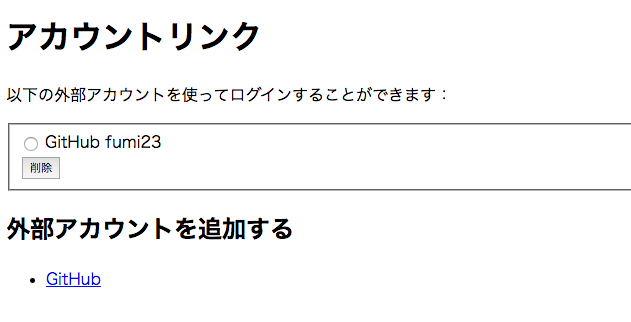 アカウントリンク
以下の外部アカウントを使ってログインすることができます：
GitHub fumi23
削除
外部アカウントを追加する
GitHub